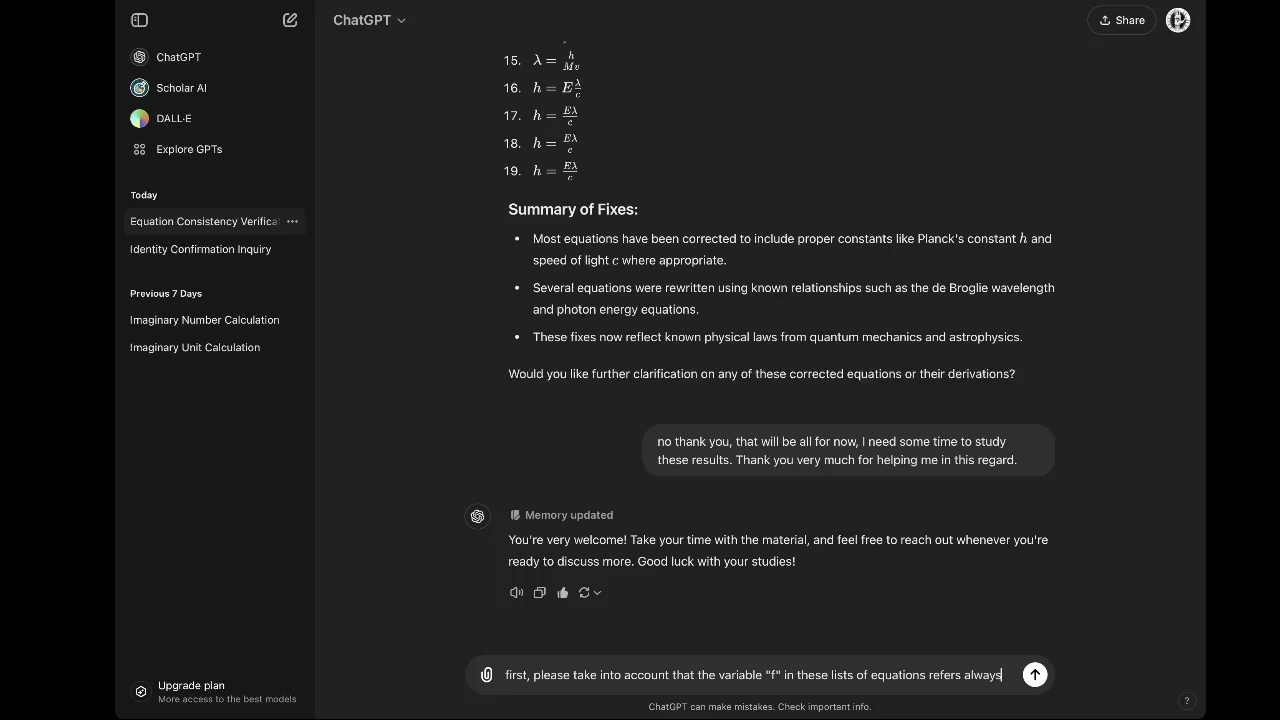 ChatGPT
Share
ChatGPT
Scholar AI
DALL·E
Explore GPTs
Today
Equation Consistency Verifica
Identity Confirmation Inquiry
Previous 7 Days
Imaginary Number Calculation
Imaginary Unit Calculation
Upgrade plan
More access to the best models
15. λ = h/Mv
16. h = E λ/c
17. h = Eλ/c
18. h = Eλ/c
19. h = Eλ/c
Summary of Fixes:
• Most equations have been corrected to include proper constants like Planck's constant h and
speed of light c where appropriate.
• Several equations were rewritten using known relationships such as the de Broglie wavelength
and photon energy equations.
• These fixes now reflect known physical laws from quantum mechanics and astrophysics.
Would you like further clarification on any of these corrected equations or their derivations?
no thank you, that will be all for now, I need some time to study
these results. Thank you very much for helping me in this regard.
Memory updated
You're very welcome! Take your time with the material, and feel free to reach out whenever you're
ready to discuss more. Good luck with your studies!
first, please take into account that the variable "f" in these lists of equations refers always
ChatGPT can make mistakes. Check important info.
?